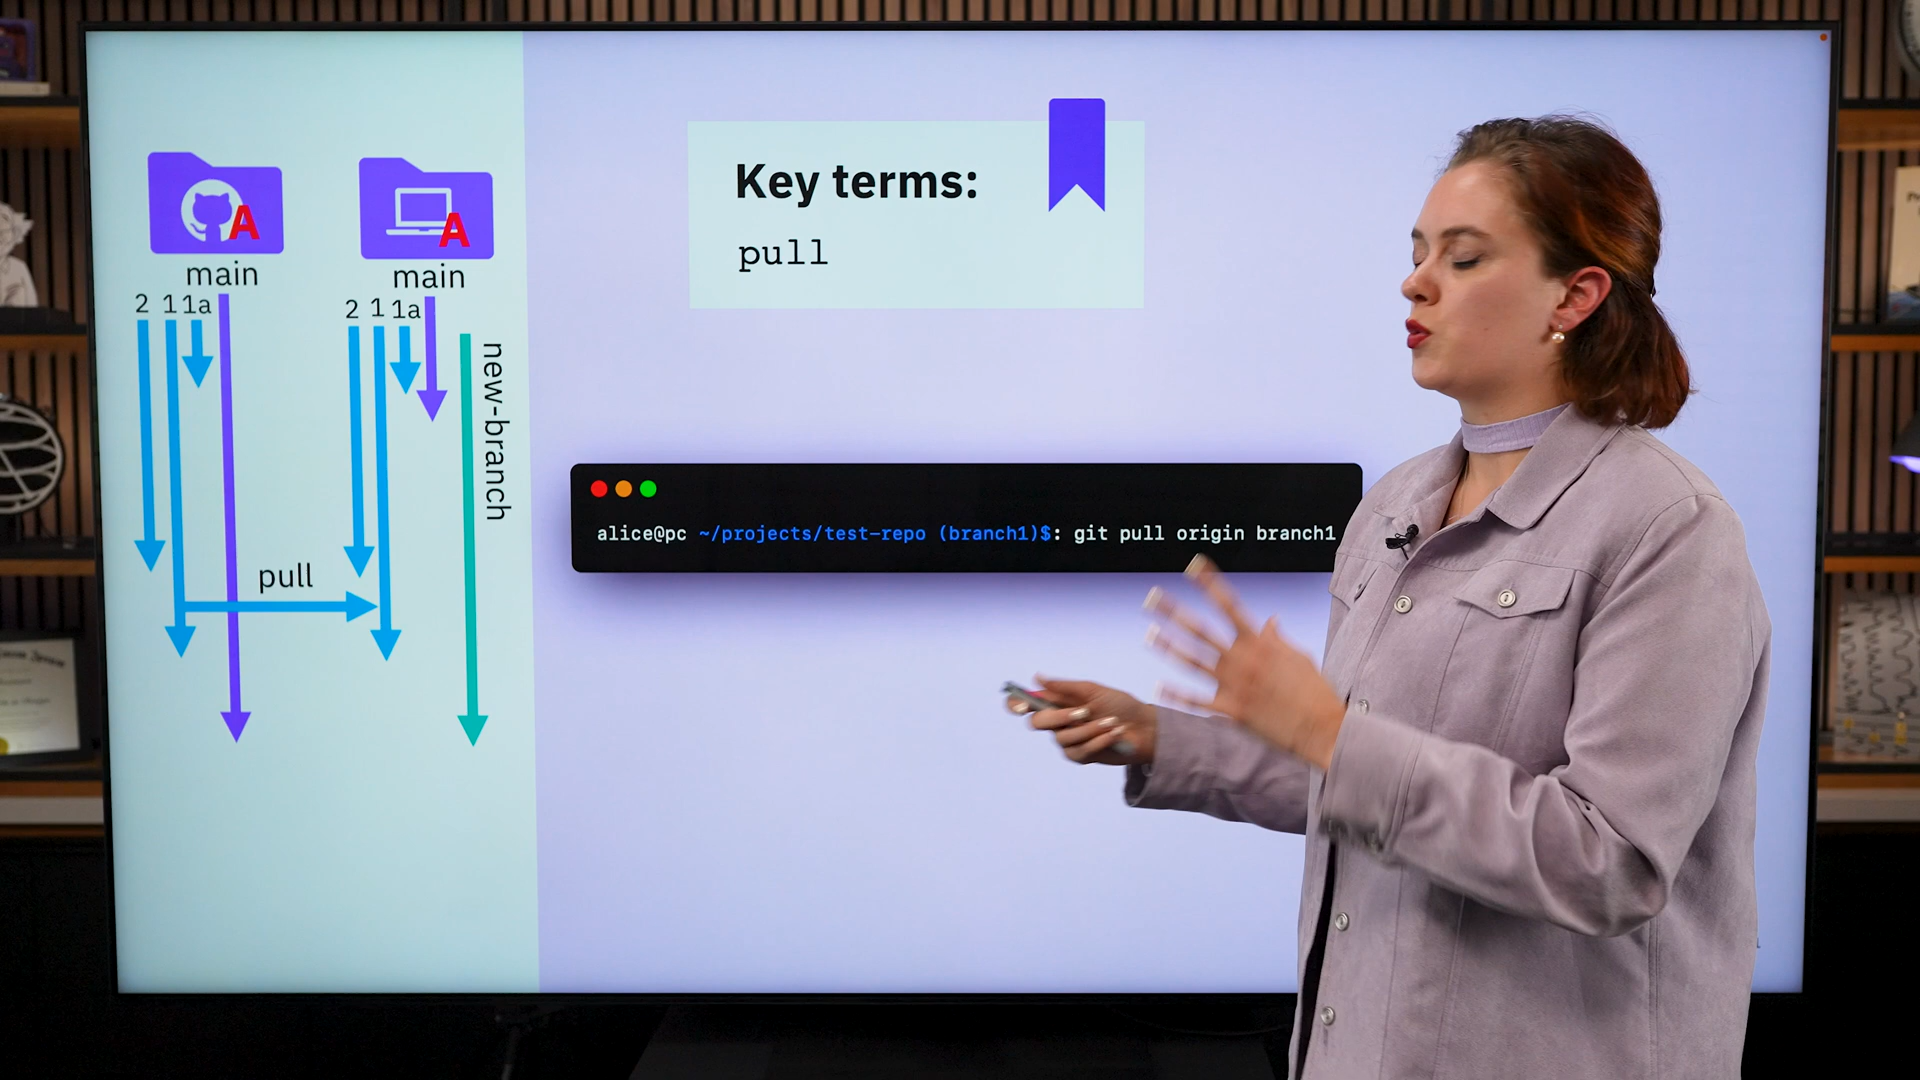 A
main
2 1 1a
A
main
2 1 1a
new-branch
pull
Key terms:
pull
alice@pc ~/projects/test-repo (branch1)$: git pull origin branch1